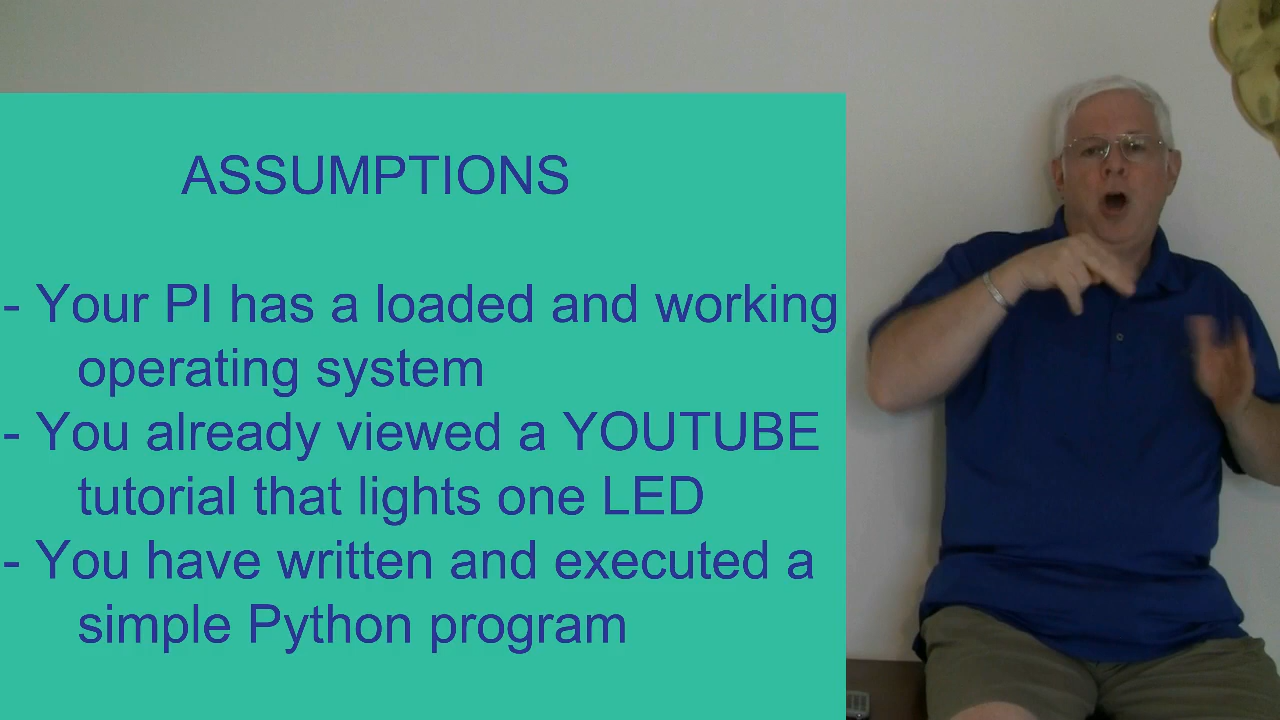 ASSUMPTIONS
- Your PI has a loaded and working
operating system
- You already viewed a YOUTUBE
tutorial that lights one LED
- You have written and executed a
simple Python program